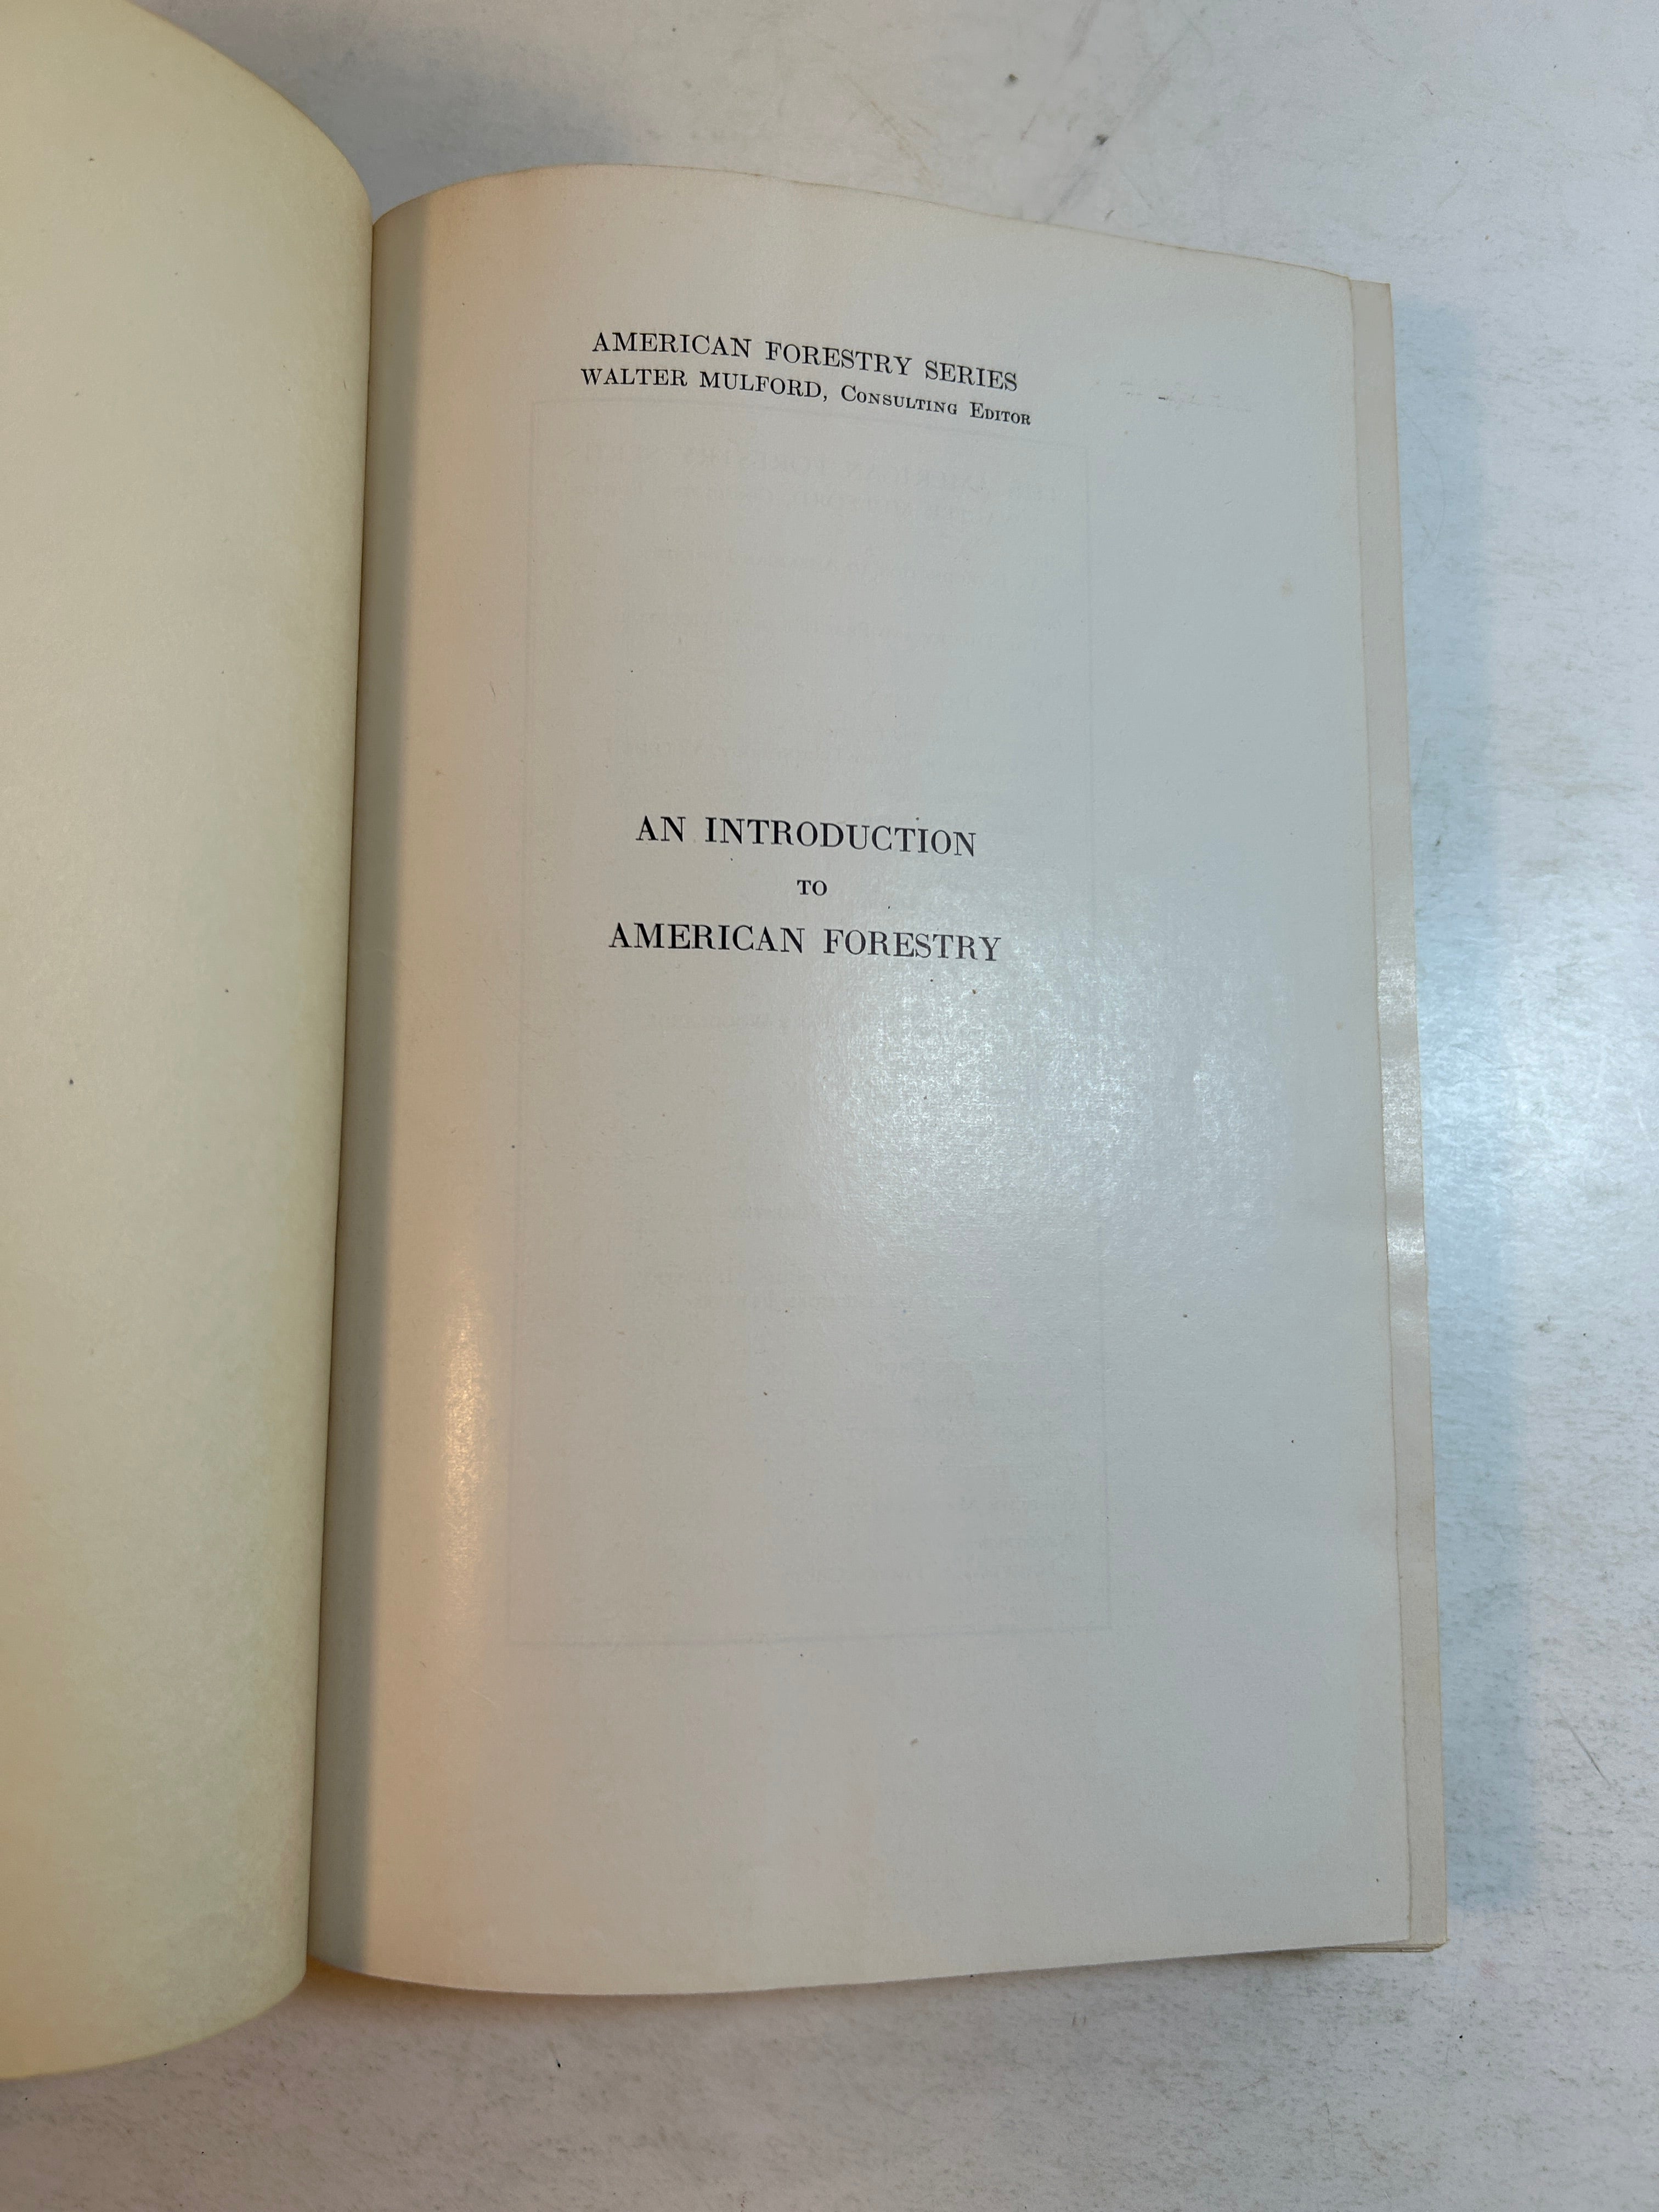 AMERICAN FORESTRY SERIES
WALTER MULFORD, Consulting Editor
AN INTRODUCTION
TO
AMERICAN FORESTRY